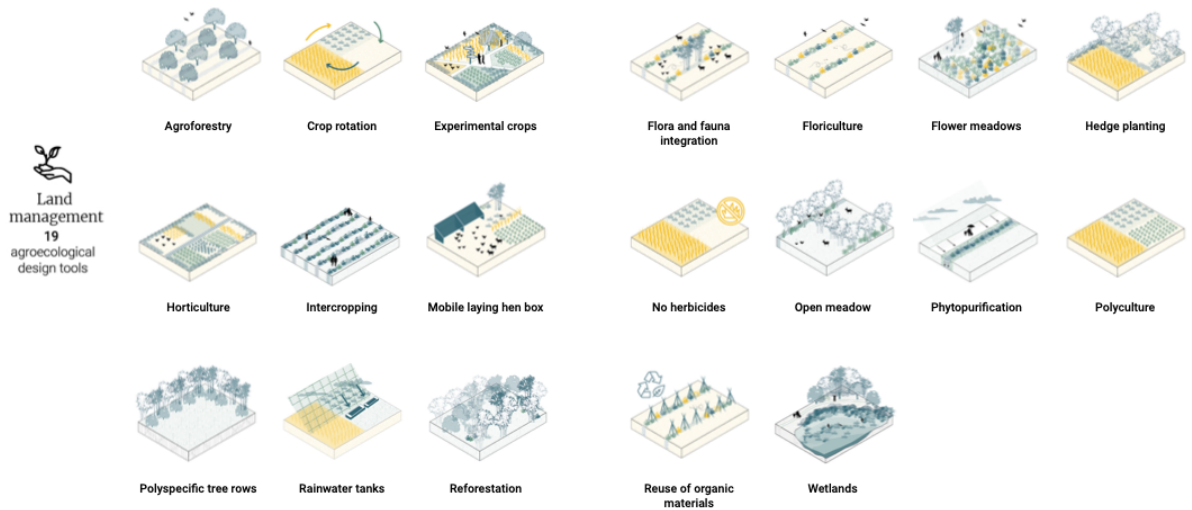 Agroforestry
Crop rotation
Experimental crops
Flora and fauna
integration
Floriculture
Flower meadows
Hedge planting
Land
management
19
agroecological
design tools
Horticulture
Intercropping
Mobile laying hen box
No herbicides
Open meadow
Phytopurification
Polyculture
Polyspecific tree rows
Rainwater tanks
Reforestation
Reuse of organic
materials
Wetlands